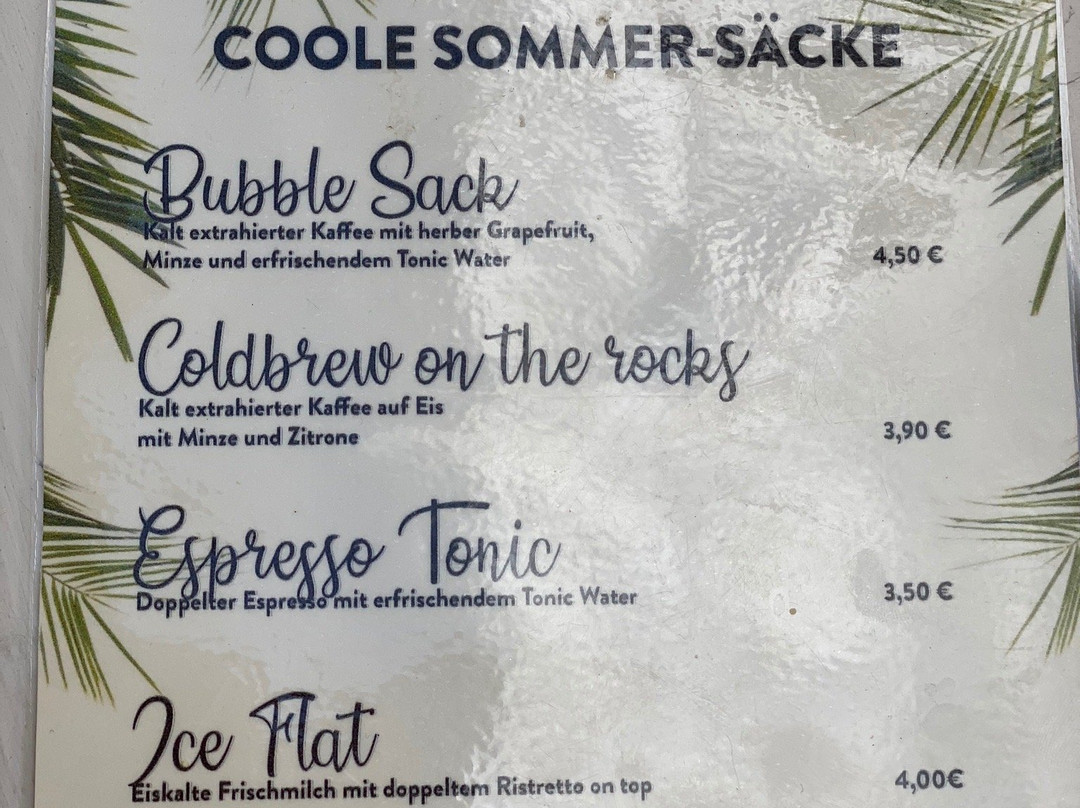 COOLE SOMMER-SÄCKE
Bubble Sack
Kalt extrahierter Kaffee mit herber Grapefruit,
Minze und erfrischendem Tonic Water
4,50 €
Coldbrew on the rocks
Kalt extrahierter Kaffee auf Eis
mit Minze und Zitrone
3,90 €
Espresso Tonic
Doppelter Espresso mit erfrischendem Tonic Water
3,50 €
Ice Flat
Eiskalte Frischmilch mit doppeltem Ristretto on top
4,00€